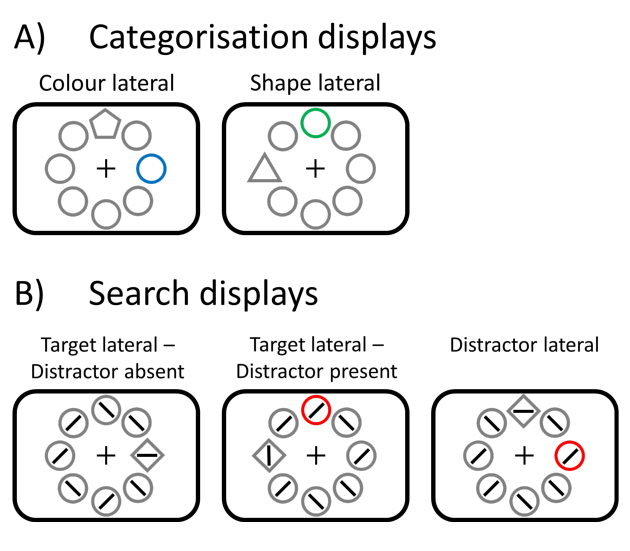 A) Categorisation displays
Colour lateral
Shape lateral
B) Search displays
Target lateral –
Distractor absent
Target lateral –
Distractor present
Distractor lateral